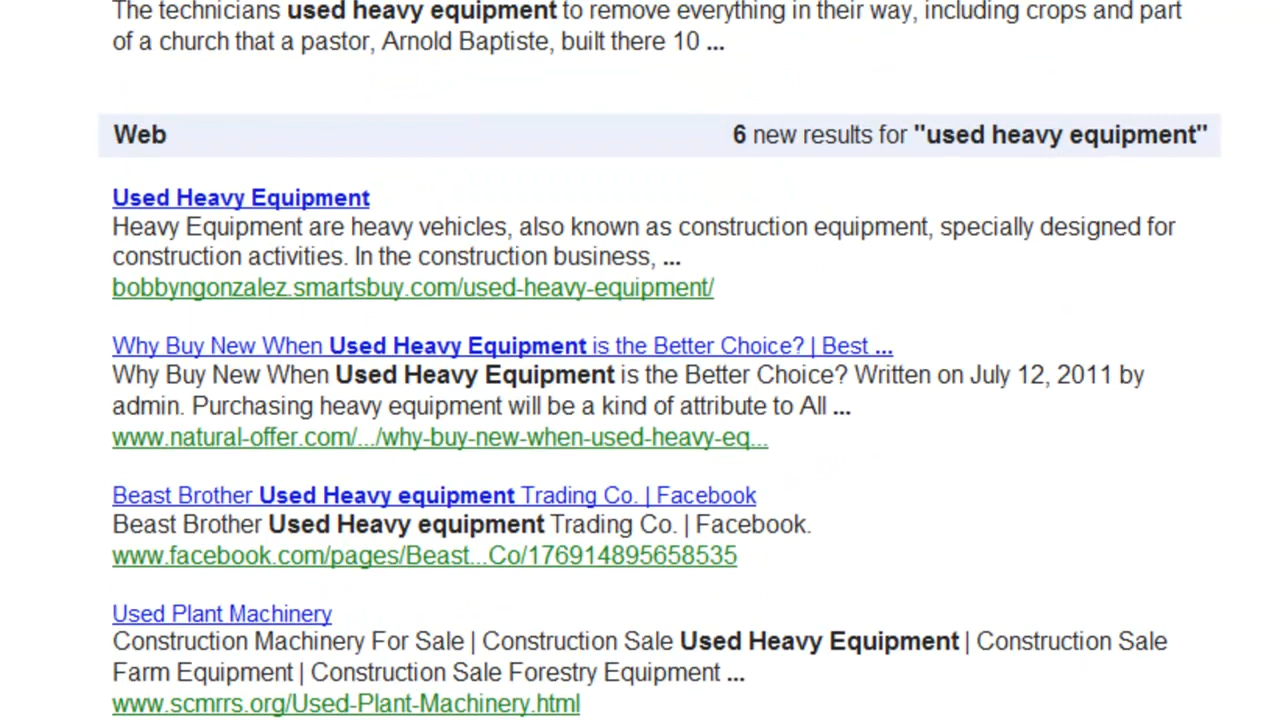 The technicians used heavy equipment to remove everything in their way, including crops and part
of a church that a pastor, Arnold Baptiste, built there 10 ...
Web 6 new results for "used heavy equipment"
Used Heavy Equipment
Heavy Equipment are heavy vehicles, also known as construction equipment, specially designed for
construction activities. In the construction business, ...
bobbyngonzalez.smartsbuy.com/used-heavy-equipment/
Why Buy New When Used Heavy Equipment is the Better Choice? | Best ...
Why Buy New When Used Heavy Equipment is the Better Choice? Written on July 12, 2011 by
admin. Purchasing heavy equipment will be a kind of attribute to All ...
www.natural-offer.com/.../why-buy-new-when-used-heavy-eq...
Beast Brother Used Heavy equipment Trading Co. | Facebook
Beast Brother Used Heavy equipment Trading Co. | Facebook.
www.facebook.com/pages/Beast...Co/176914895658535
Used Plant Machinery
Construction Machinery For Sale | Construction Sale Used Heavy Equipment | Construction Sale
Farm Equipment | Construction Sale Forestry Equipment ...
www.scmrrs.org/Used-Plant-Machinery.html